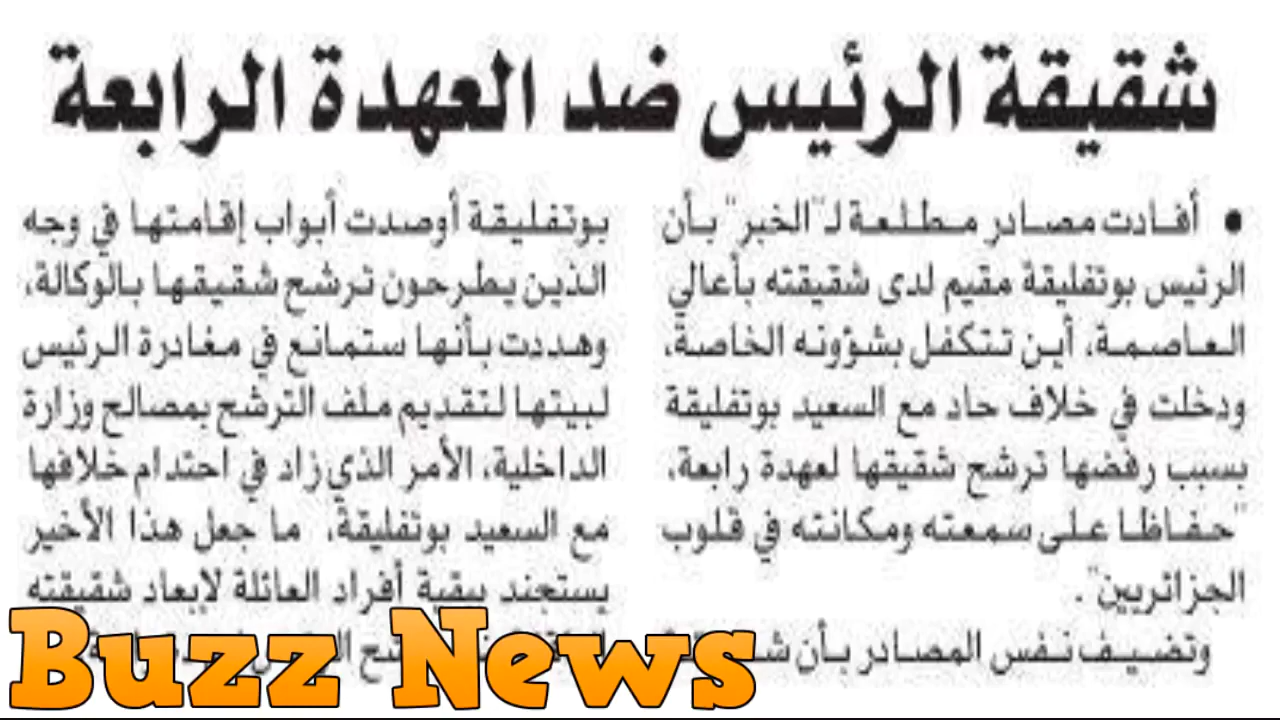 شقيقة الرئيس ضد العهدة الرابعة
● أفادت مصادر مطلعة لـ"الخبر" بأن
الرئيس بوتفليقة مقيم لدى شقيقته بأعالي
العاصمة، أين تتكفل بشؤونه الخاصة،
ودخلت في خلاف حاد مع السعيد بوتفليقة
بسبب رفضها ترشح شقيقها لعهدة رابعة،
"حفاظا على سمعته ومكانته في قلوب
الجزائريين".
وتضيف نفس المصادر بأن
بوتفليقة أوصدت أبواب إقامتها في وجه
الذين يطرحون ترشح شقيقها بالوكالة،
وهددت بأنها ستمانع في مغادرة الرئيس
لبيتها لتقديم ملف الترشح بمصالح وزارة
الداخلية، الأمر الذي زاد في احتدام خلافها
مع السعيد بوتفليقة، ما جعل هذا الأخير
يستنجد ببقية أفراد العائلة لإبعاد شقيقته
Buzz News